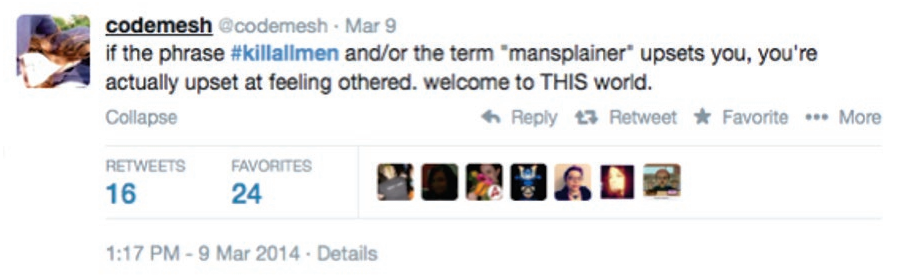 codemesh @codemesh · Mar 9
if the phrase #killallmen and/or the term "mansplainer" upsets you, you're
actually upset at feeling othered. welcome to THIS world.
Collapse Reply Retweet Favorite ••• More
RETWEETS FAVORITES
16 24
1:17 PM - 9 Mar 2014 · Details